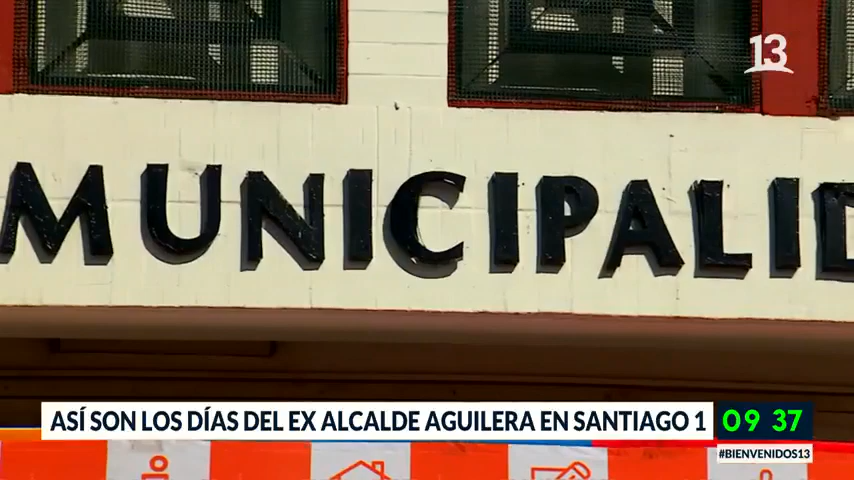 13
MUNICIPALID
ASÍ SON LOS DÍAS DEL EX ALCALDE AGUILERA EN SANTIAGO 1
09 37
#BIENVENIDOS13